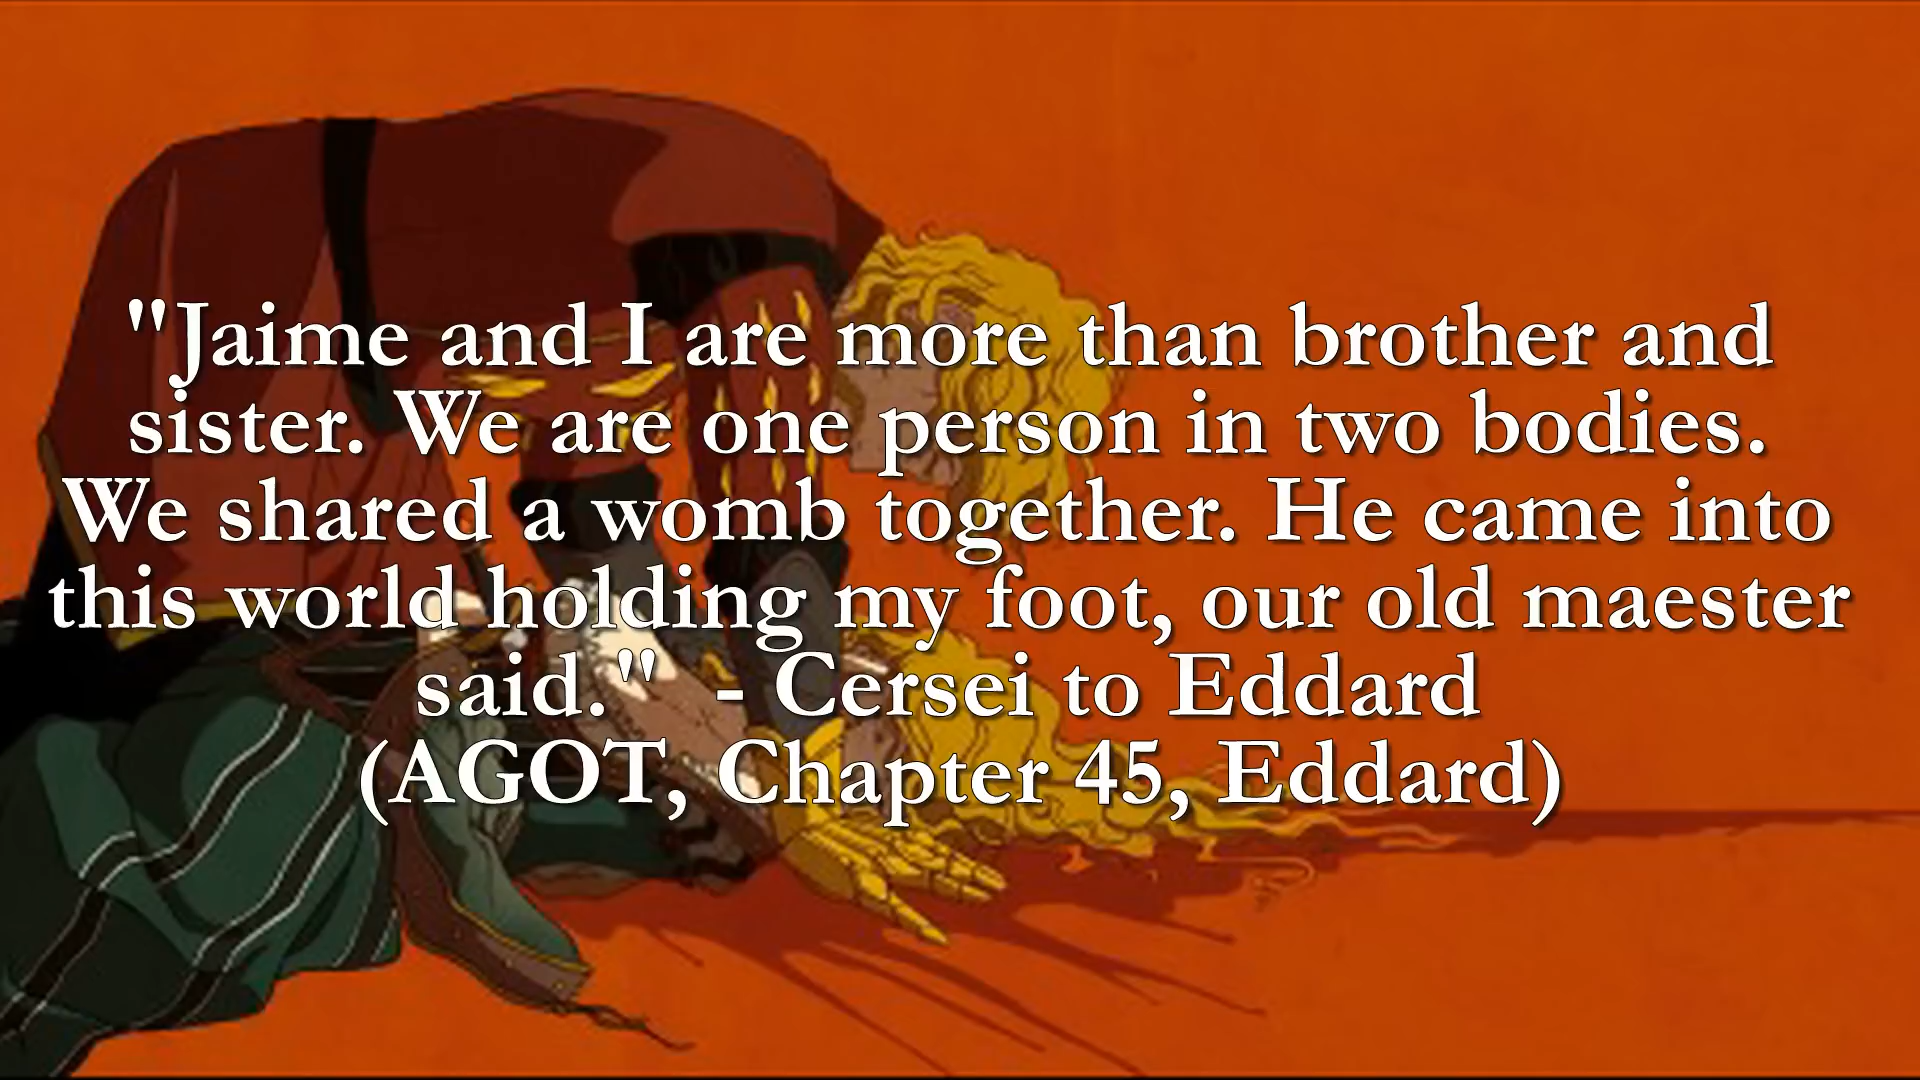 "Jaime and I are more than brother and
sister. We are one person in two bodies.
We shared a womb together. He came into
this world holding my foot, our old maester
said."  - Cersei to Eddard
(AGOT, Chapter 45, Eddard)